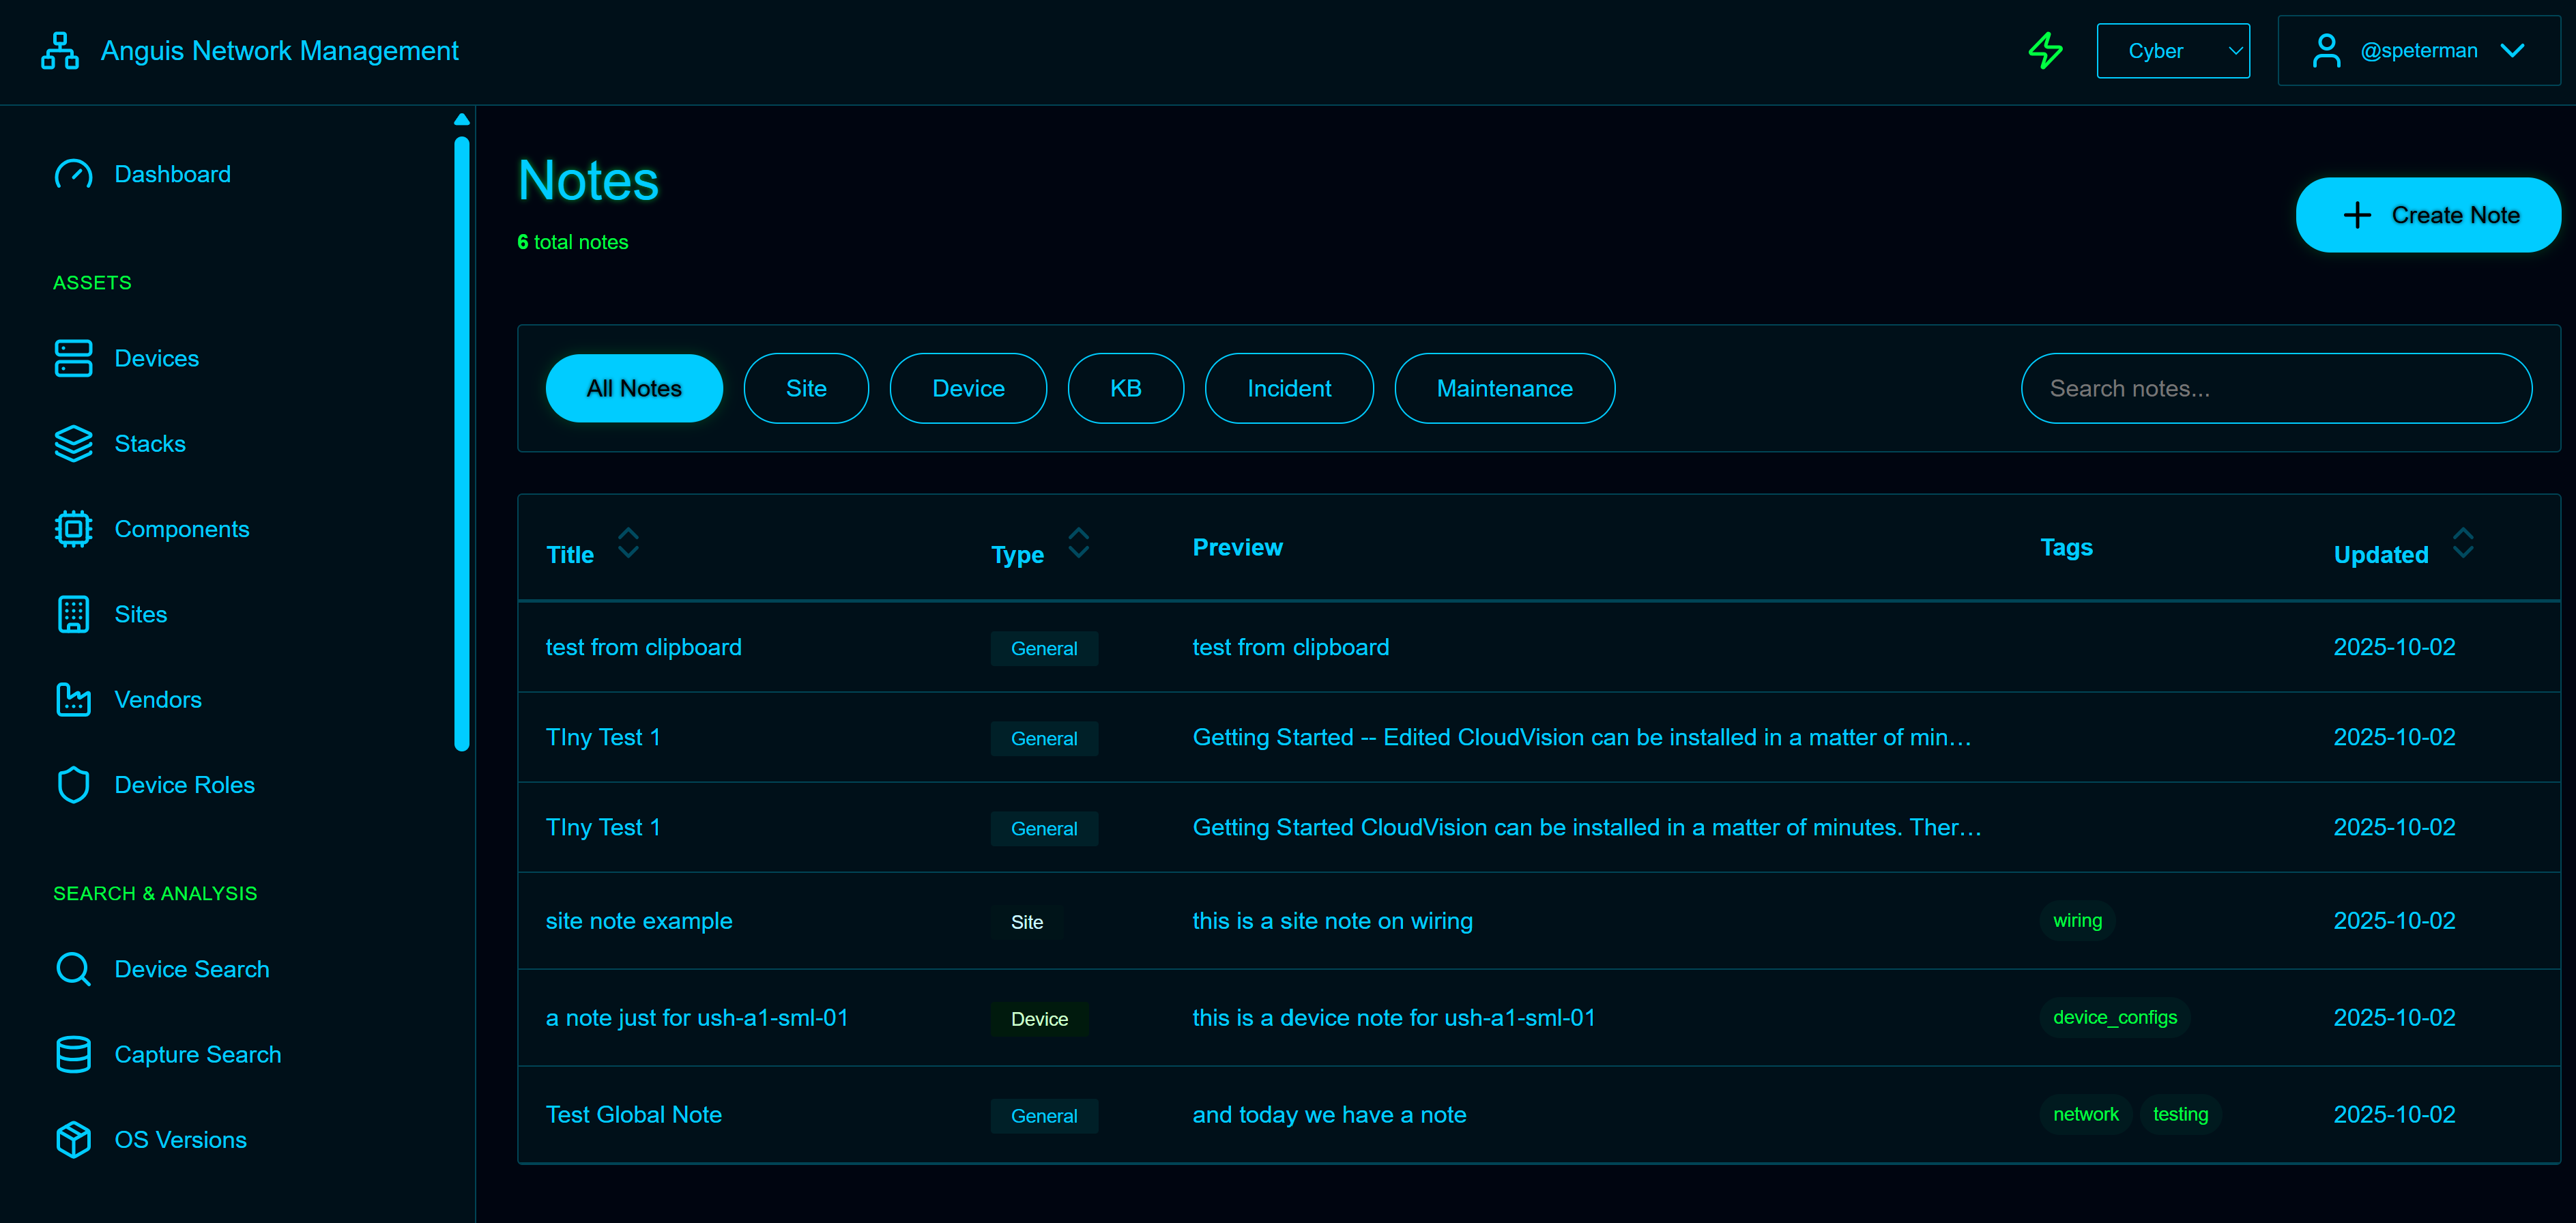 Anguis Network Management
Cyber
@speterman
Dashboard
ASSETS
Devices
Stacks
Components
Sites
Vendors
Device Roles
SEARCH & ANALYSIS
Device Search
Capture Search
OS Versions
Notes
6 total notes
Create Note
All Notes Site Device KB Incident Maintenance Search notes...
Title Type Preview Tags Updated
test from clipboard General test from clipboard 2025-10-02
TIny Test 1 General Getting Started -- Edited CloudVision can be installed in a matter of min... 2025-10-02
TIny Test 1 General Getting Started CloudVision can be installed in a matter of minutes. Ther... 2025-10-02
site note example Site this is a site note on wiring wiring 2025-10-02
a note just for ush-a1-sml-01 Device this is a device note for ush-a1-sml-01 device_configs 2025-10-02
Test Global Note General and today we have a note network testing 2025-10-02